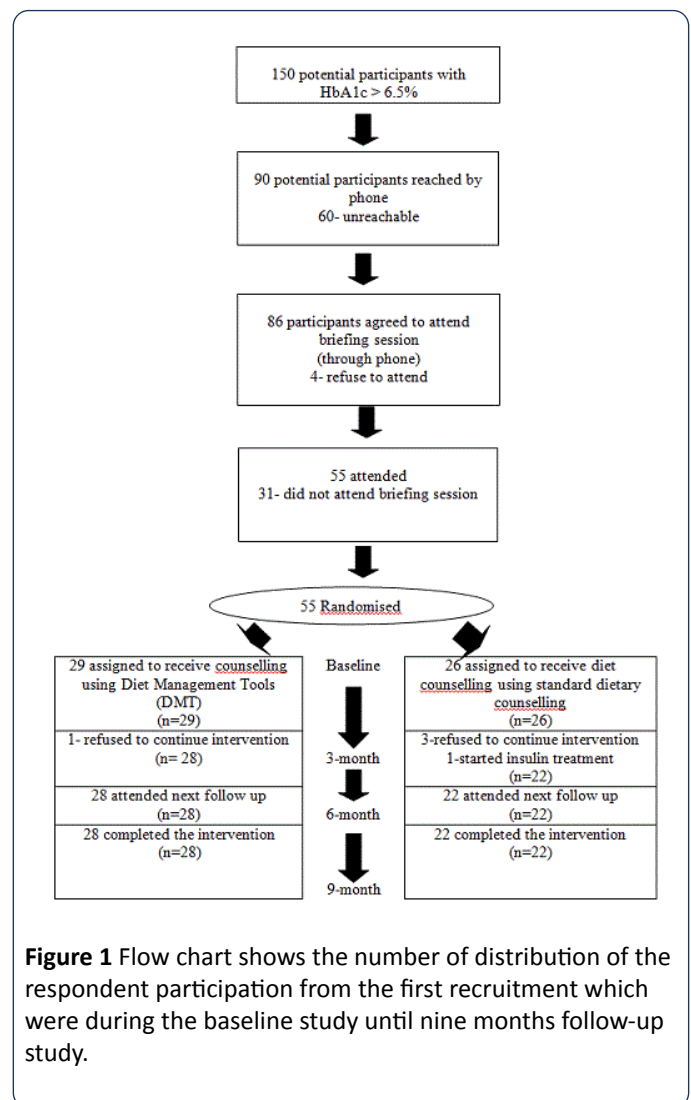 150 potential participants with
HbA1c > 6.5%
90 potential participants reached by
phone
60- unreachable
86 participants agreed to attend
briefing session
(through phone)
4- refuse to attend
55 attended
31- did not attend briefing session
55 Randomised
29 assigned to receive counselling
using Diet Management Tools
(DMT)
(n=29)
1- refused to continue intervention
(n= 28)
28 attended next follow up
(n=28)
28 completed the intervention
(n=28)
Baseline
3-month
6-month
9-month
26 assigned to receive diet
counselling using standard dietary
counselling
(n=26)
3-refused to continue intervention
1-started insulin treatment
(n=22)
22 attended next follow up
(n=22)
22 completed the intervention
(n=22)
Figure 1 Flow chart shows the number of distribution of the
respondent participation from the first recruitment which
were during the baseline study until nine months follow-up
study.